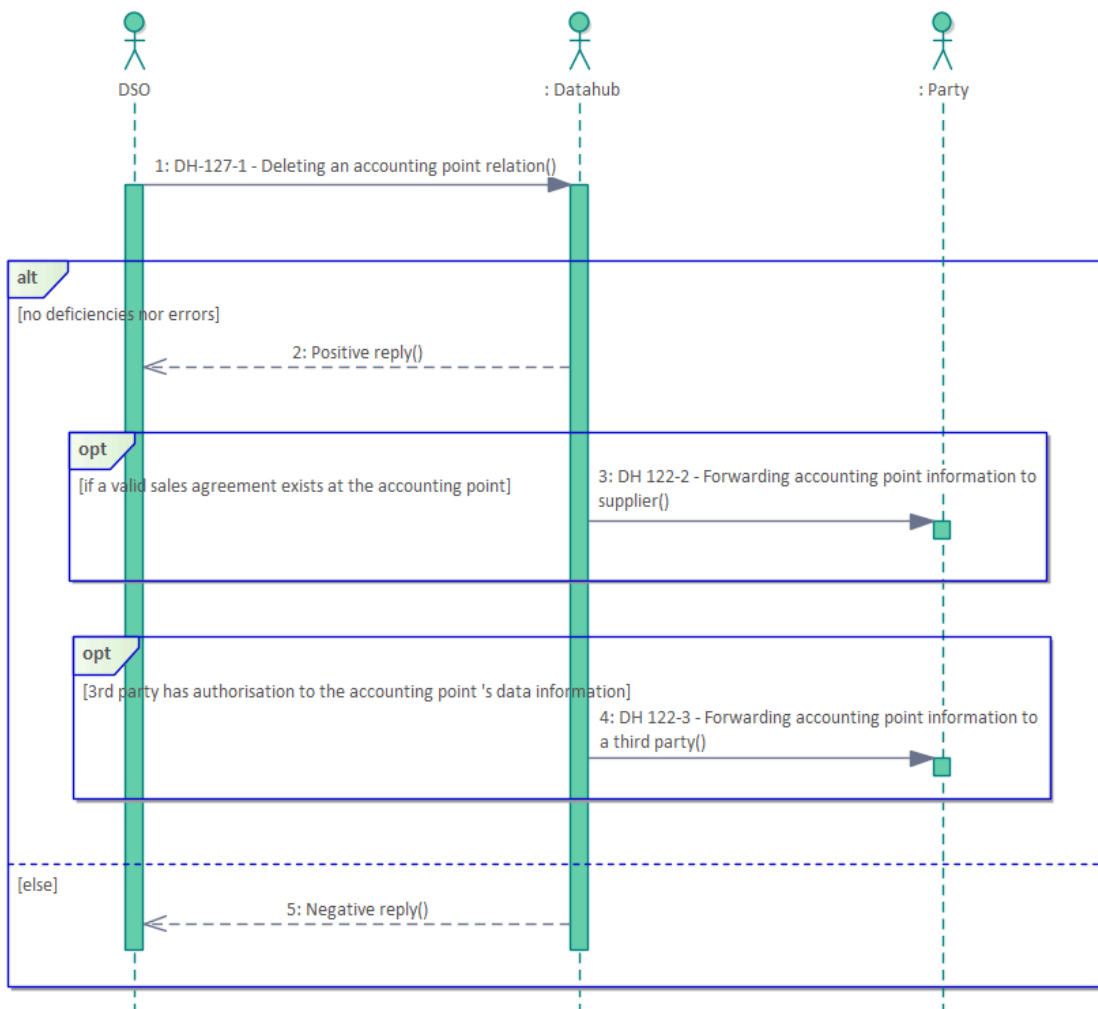 DSO
: Datahub
: Party
1: DH-127-1 - Deleting an accounting point relation()
alt
[no deficiencies nor errors]
2: Positive reply()
opt
[if a valid sales agreement exists at the accounting point]
3: DH 122-2 - Forwarding accounting point information to
supplier()
opt
[3rd party has authorisation to the accounting point 's data information]
4: DH 122-3 - Forwarding accounting point information to
a third party()
[else]
5: Negative reply()